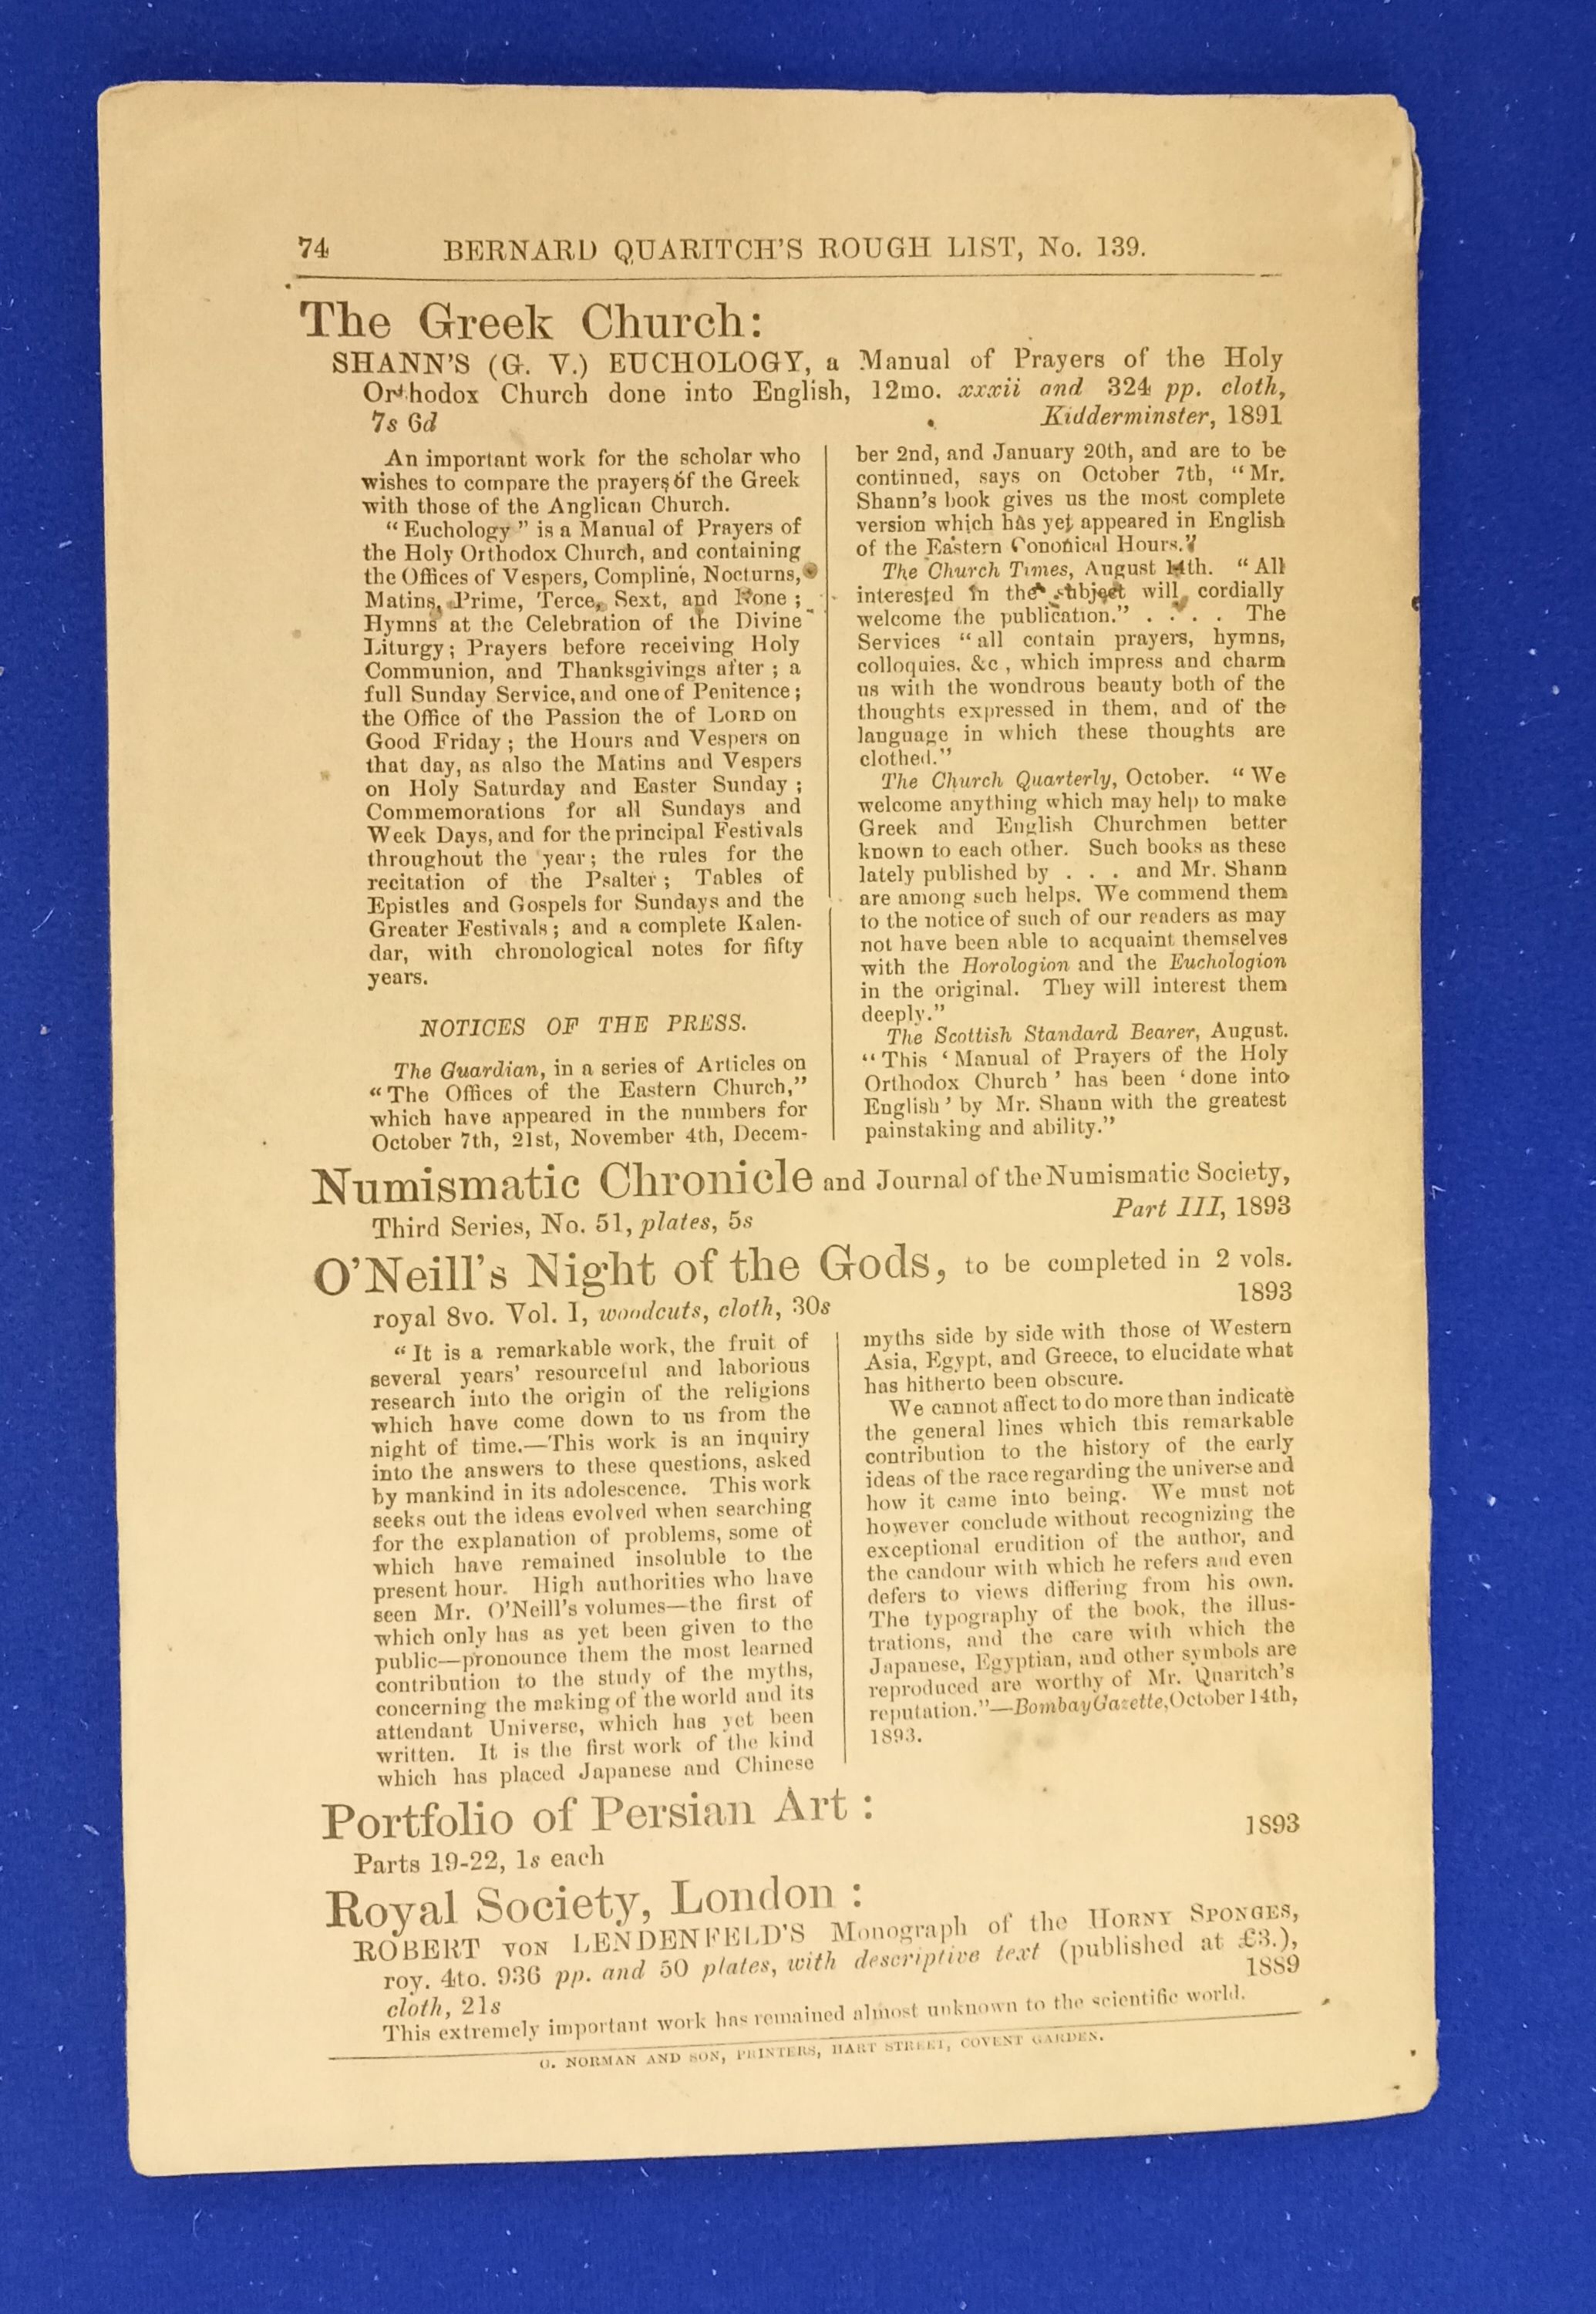 74 BERNARD QUARITCH'S ROUGH LIST, No. 139.
The Greek Church:
SHANN'S (G. V.) EUCHOLOGY, a Manual of Prayers of the Holy
Orthodox Church done into English, 12mo. xxxii and 324 pp. cloth,
7s 6d Kidderminster, 1891
An important work for the scholar who
wishes to compare the prayers of the Greek
with those of the Anglican Church.
"Euchology" is a Manual of Prayers of
the Holy Orthodox Church, and containing
the Offices of Vespers, Compline, Nocturns,
Matins, Prime, Terce, Sext, and None;
Hymns at the Celebration of the Divine
Liturgy; Prayers before receiving Holy
Communion, and Thanksgivings after; a
full Sunday Service, and one of Penitence;
the Office of the Passion the of LORD on
Good Friday; the Hours and Vespers on
that day, as also the Matins and Vespers
on Holy Saturday and Easter Sunday;
Commemorations for all Sundays and
Week Days, and for the principal Festivals
throughout the year; the rules for the
recitation of the Psalter; Tables of
Epistles and Gospels for Sundays and the
Greater Festivals; and a complete Kalen-
dar, with chronological notes for fifty
years.
NOTICES OF THE PRESS.
The Guardian, in a series of Articles on
"The Offices of the Eastern Church,"
which have appeared in the numbers for
October 7th, 21st, November 4th, Decem-
ber 2nd, and January 20th, and are to be
continued, says on October 7th, "Mr.
Shann's book gives us the most complete
version which has yet appeared in English
of the Eastern Cononical Hours."
The Church Times, August 14th. "All
interested in the subject will cordially
welcome the publication." . . . . The
Services "all contain prayers, hymns,
colloquies, &c, which impress and charm
us with the wondrous beauty both of the
thoughts expressed in them, and of the
language in which these thoughts are
clothed."
The Church Quarterly, October. "We
welcome anything which may help to make
Greek and English Churchmen better
known to each other. Such books as these
lately published by . . . and Mr. Shann
are among such helps. We commend them
to the notice of such of our readers as may
not have been able to acquaint themselves
with the Horologion and the Euchologion
in the original. They will interest them
deeply."
The Scottish Standard Bearer, August.
"This 'Manual of Prayers of the Holy
Orthodox Church' has been 'done into
English' by Mr. Shann with the greatest
painstaking and ability."
Numismatic Chronicle and Journal of the Numismatic Society,
Third Series, No. 51, plates, 5s Part III, 1893
O'Neill's Night of the Gods, to be completed in 2 vols.
royal 8vo. Vol. I, woodcuts, cloth, 30s 1893
"It is a remarkable work, the fruit of
several years' resourceful and laborious
research into the origin of the religions
which have come down to us from the
night of time.—This work is an inquiry
into the answers to these questions, asked
by mankind in its adolescence. This work
seeks out the ideas evolved when searching
for the explanation of problems, some of
which have remained insoluble to the
present hour. High authorities who have
seen Mr. O'Neill's volumes—the first of
which only has as yet been given to the
public—pronounce them the most learned
contribution to the study of the myths,
concerning the making of the world and its
attendant Universe, which has yet been
written. It is the first work of the kind
which has placed Japanese and Chinese
myths side by side with those of Western
Asia, Egypt, and Greece, to elucidate what
has hitherto been obscure.
We cannot affect to do more than indicate
the general lines which this remarkable
contribution to the history of the early
ideas of the race regarding the universe and
how it came into being. We must not
however conclude without recognizing the
exceptional erudition of the author, and
the candour with which he refers and even
defers to views differing from his own.
The typography of the book, the illus-
trations, and the care with which the
Japanese, Egyptian, and other symbols are
reproduced are worthy of Mr. Quaritch's
reputation."—Bombay Gazette, October 14th,
1893.
Portfolio of Persian Art:
Parts 19-22, 1s each 1893
Royal Society, London:
ROBERT VON LENDENFELD'S Monograph of the HORNY SPONGES,
roy. 4to. 936 pp. and 50 plates, with descriptive text (published at £3.),
cloth, 21s 1889
This extremely important work has remained almost unknown to the scientific world.
G. NORMAN AND SON, PRINTERS, HART STREET, COVENT GARDEN.